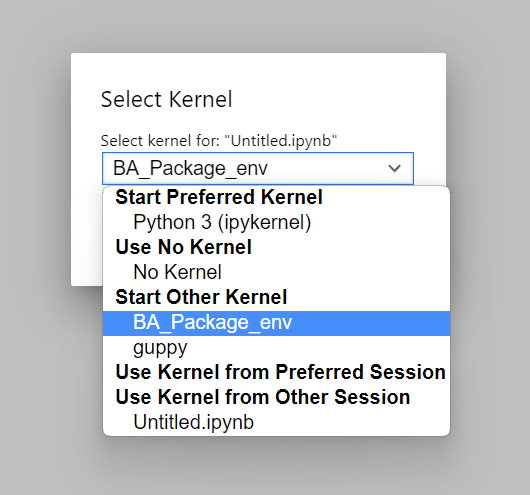 Select Kernel
Select kernel for: "Untitled.ipynb"
BA_Package_env
Start Preferred Kernel
Python 3 (ipykernel)
Use No Kernel
No Kernel
Start Other Kernel
BA_Package_env
guppy
Use Kernel from Preferred Session
Use Kernel from Other Session
Untitled.ipynb